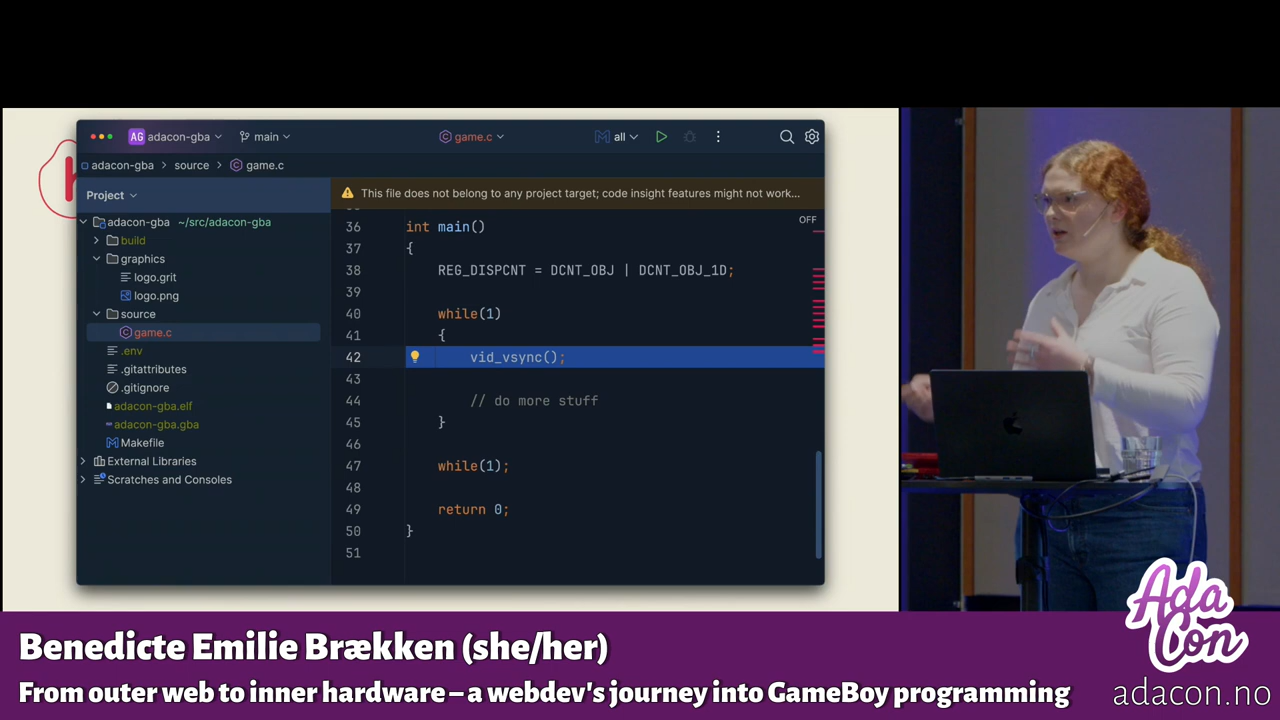 AG adacon-gba
main
game.c
all
adacon-gba > source > game.c
Project
This file does not belong to any project target; code insight features might not work...
adacon-gba ~/src/adacon-gba
build
graphics
logo.grit
logo.png
source
game.c
.env
.gitattributes
.gitignore
adacon-gba.elf
adacon-gba.gba
Makefile
External Libraries
Scratches and Consoles
OFF
36 int main()
37 {
38 REG_DISPCNT = DCNT_OBJ | DCNT_OBJ_1D;
39
40 while(1)
41 {
42 vid_vsync();
43
44 // do more stuff
45 }
46
47 while(1);
48
49 return 0;
50 }
51
Benedicte Emilie Brækken (she/her)
From outer web to inner hardware – a webdev's journey into GameBoy programming
Ada
Con
adacon.no